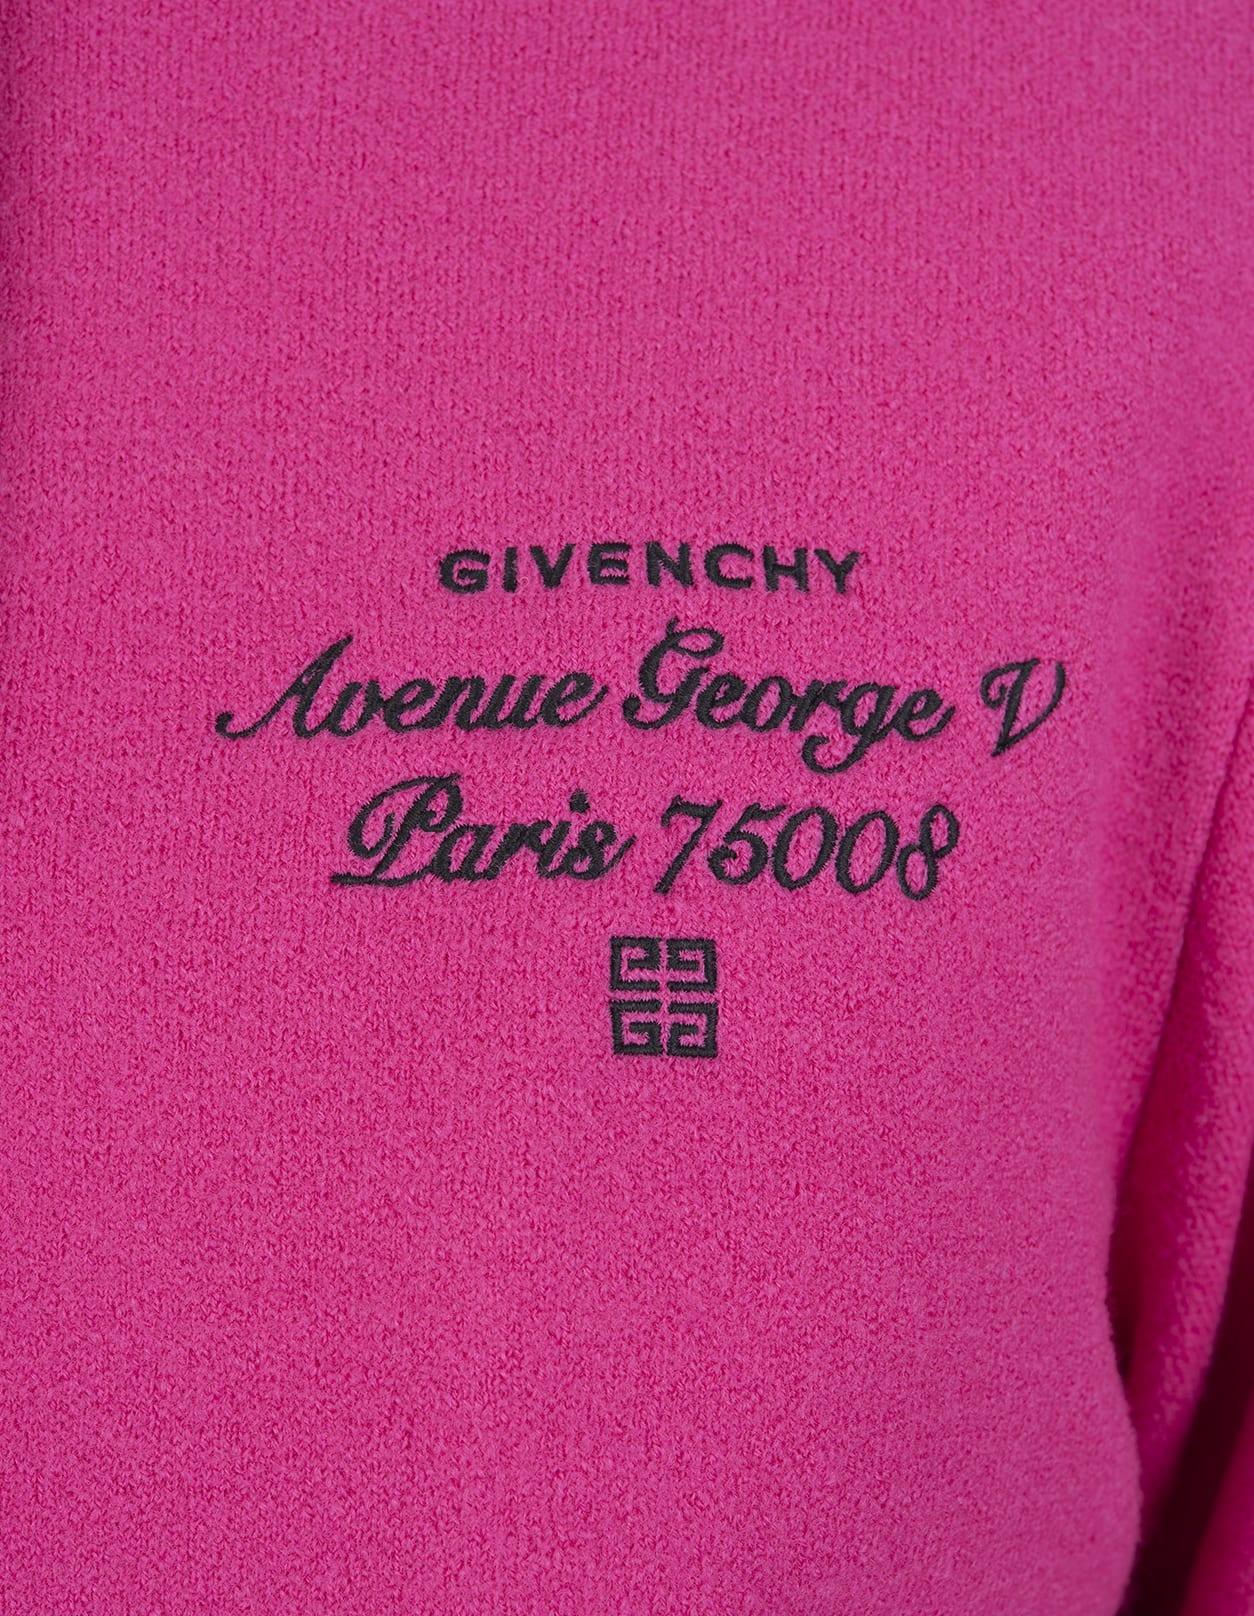 GIVENCHY
Avenue George V
Paris 75008